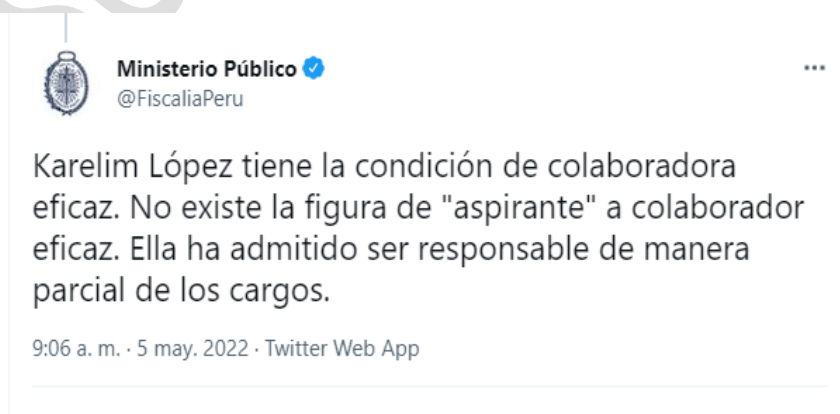 Ministerio Público
@FiscaliaPeru
Karelim López tiene la condición de colaboradora
eficaz. No existe la figura de "aspirante" a colaborador
eficaz. Ella ha admitido ser responsable de manera
parcial de los cargos.
9:06 a. m. · 5 may. 2022 · Twitter Web App